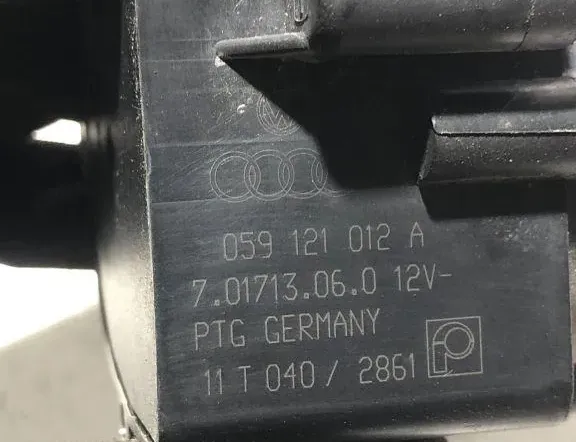 059 121 012 A
7.01713.06.0 12V-
PTG GERMANY
11 T 040 / 2861